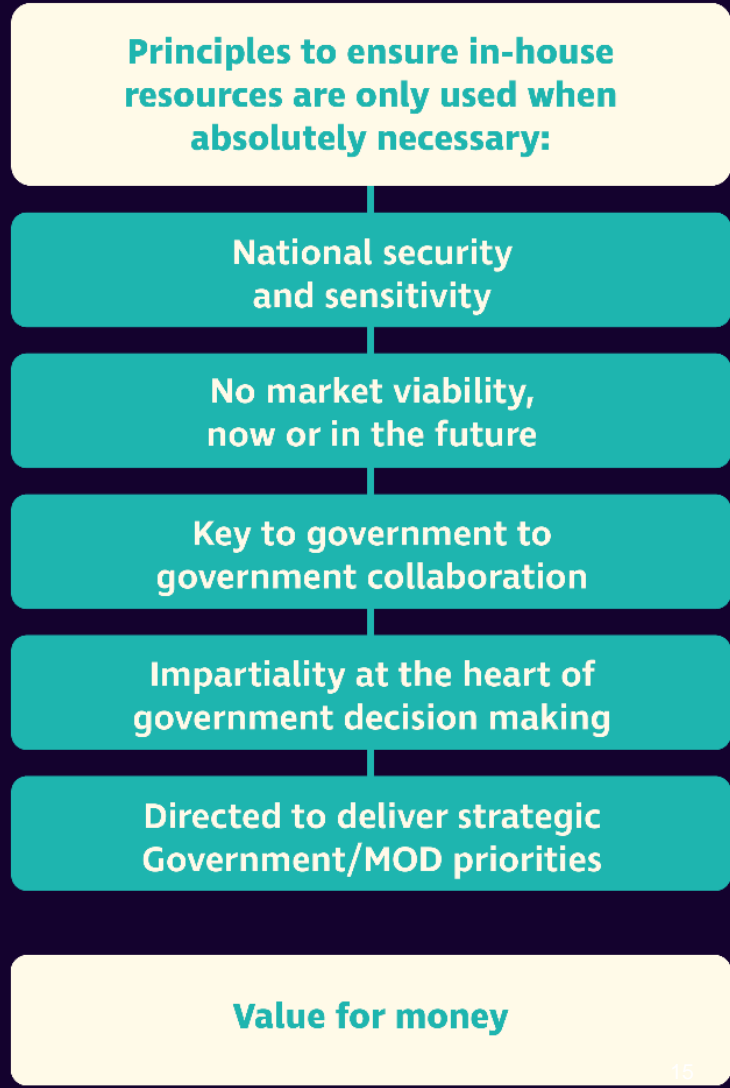 Principles to ensure in-house
resources are only used when
absolutely necessary:
National security
and sensitivity
No market viability,
now or in the future
Key to government to
government collaboration
Impartiality at the heart of
government decision making
Directed to deliver strategic
Government/MOD priorities
Value for money
15